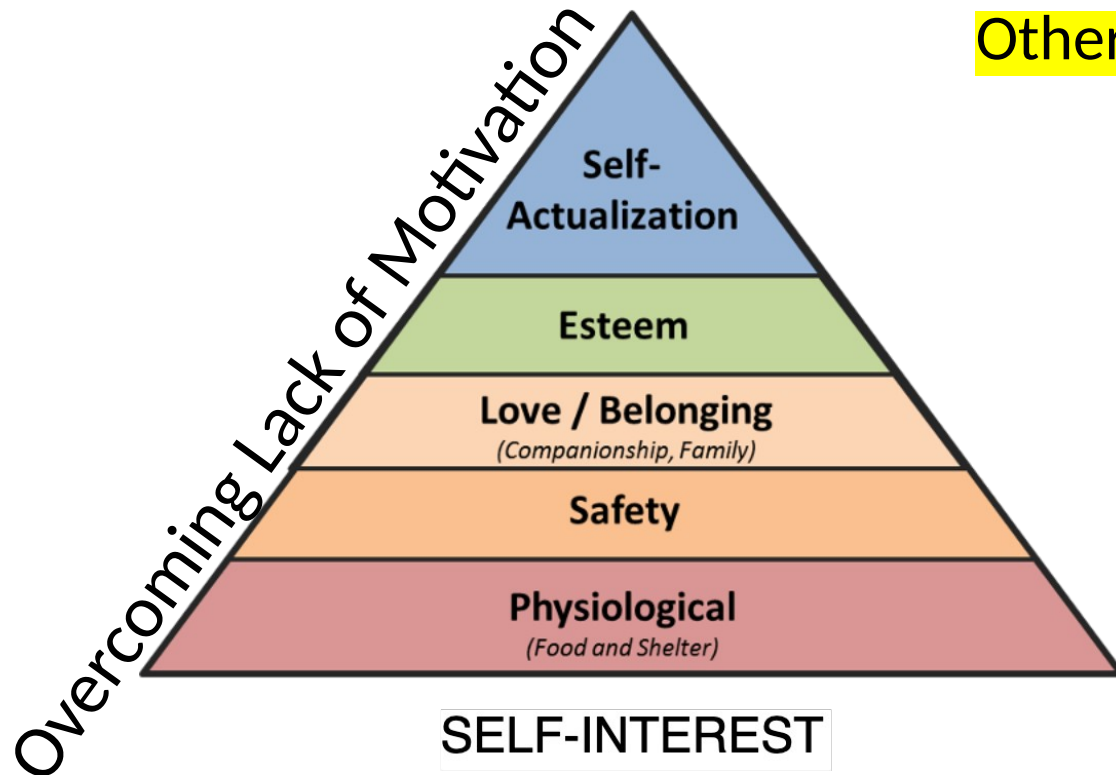 Overcoming Lack of Motivation
Other
Self-
Actualization
Esteem
Love / Belonging
(Companionship, Family)
Safety
Physiological
(Food and Shelter)
SELF-INTEREST